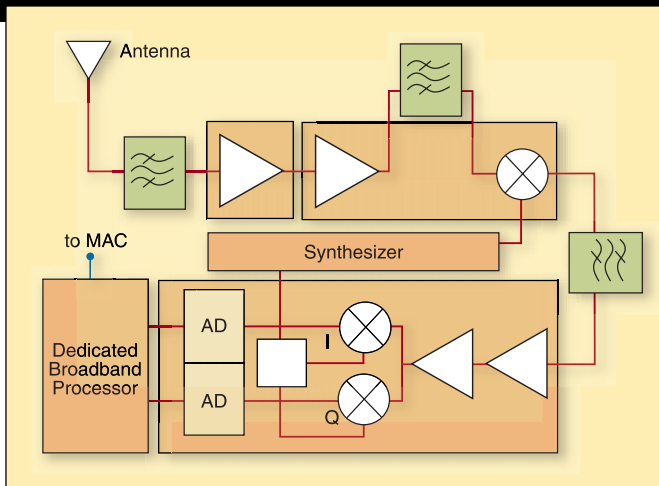 Antenna
to MAC
Synthesizer
AD
I
Dedicated
Broadband
Processor
AD
Q